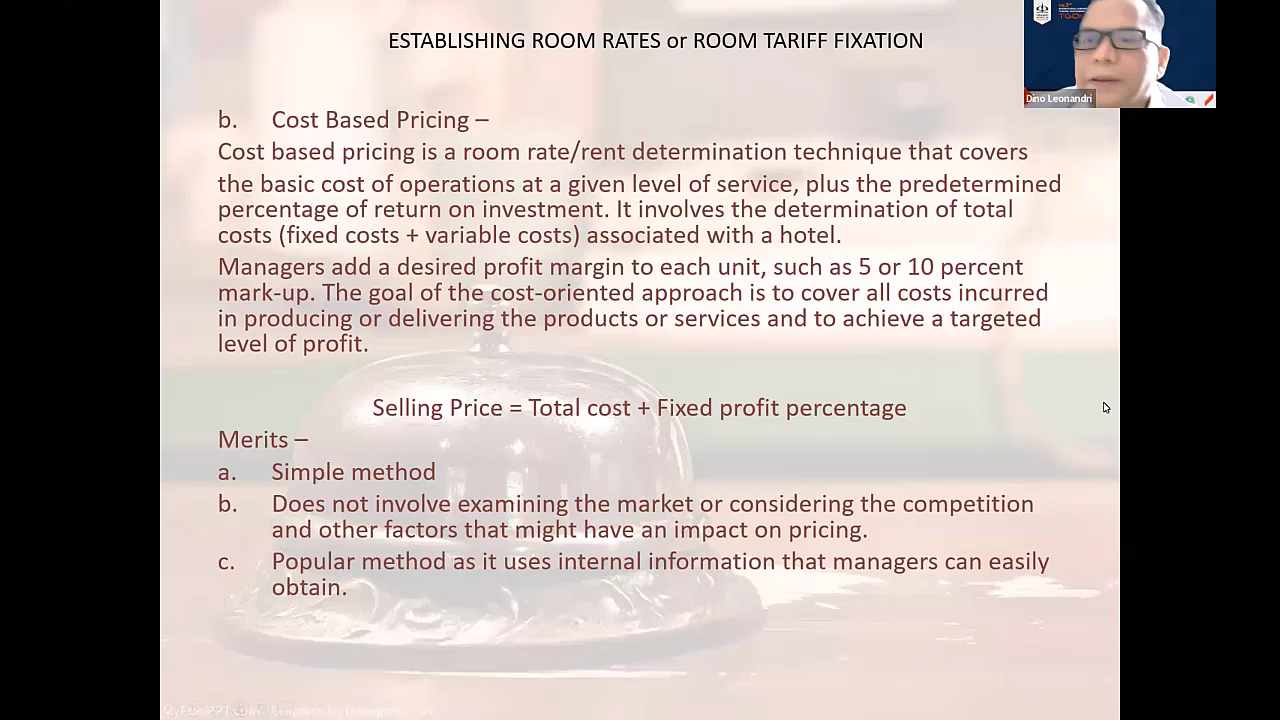 ESTABLISHING ROOM RATES or ROOM TARIFF FIXATION
Dino Leonandri
b. Cost Based Pricing –
Cost based pricing is a room rate/rent determination technique that covers
the basic cost of operations at a given level of service, plus the predetermined
percentage of return on investment. It involves the determination of total
costs (fixed costs + variable costs) associated with a hotel.
Managers add a desired profit margin to each unit, such as 5 or 10 percent
mark-up. The goal of the cost-oriented approach is to cover all costs incurred
in producing or delivering the products or services and to achieve a targeted
level of profit.
Selling Price = Total cost + Fixed profit percentage
Merits –
a. Simple method
b. Does not involve examining the market or considering the competition
and other factors that might have an impact on pricing.
c. Popular method as it uses internal information that managers can easily
obtain.